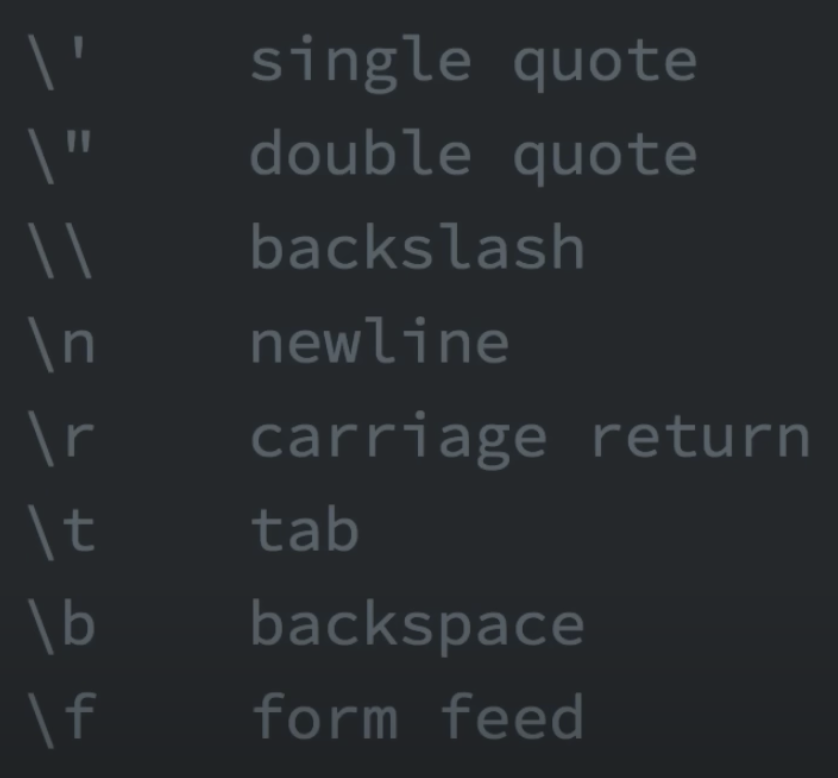 \' single quote
\" double quote
\\ backslash
\n newline
\r carriage return
\t tab
\b backspace
\f form feed